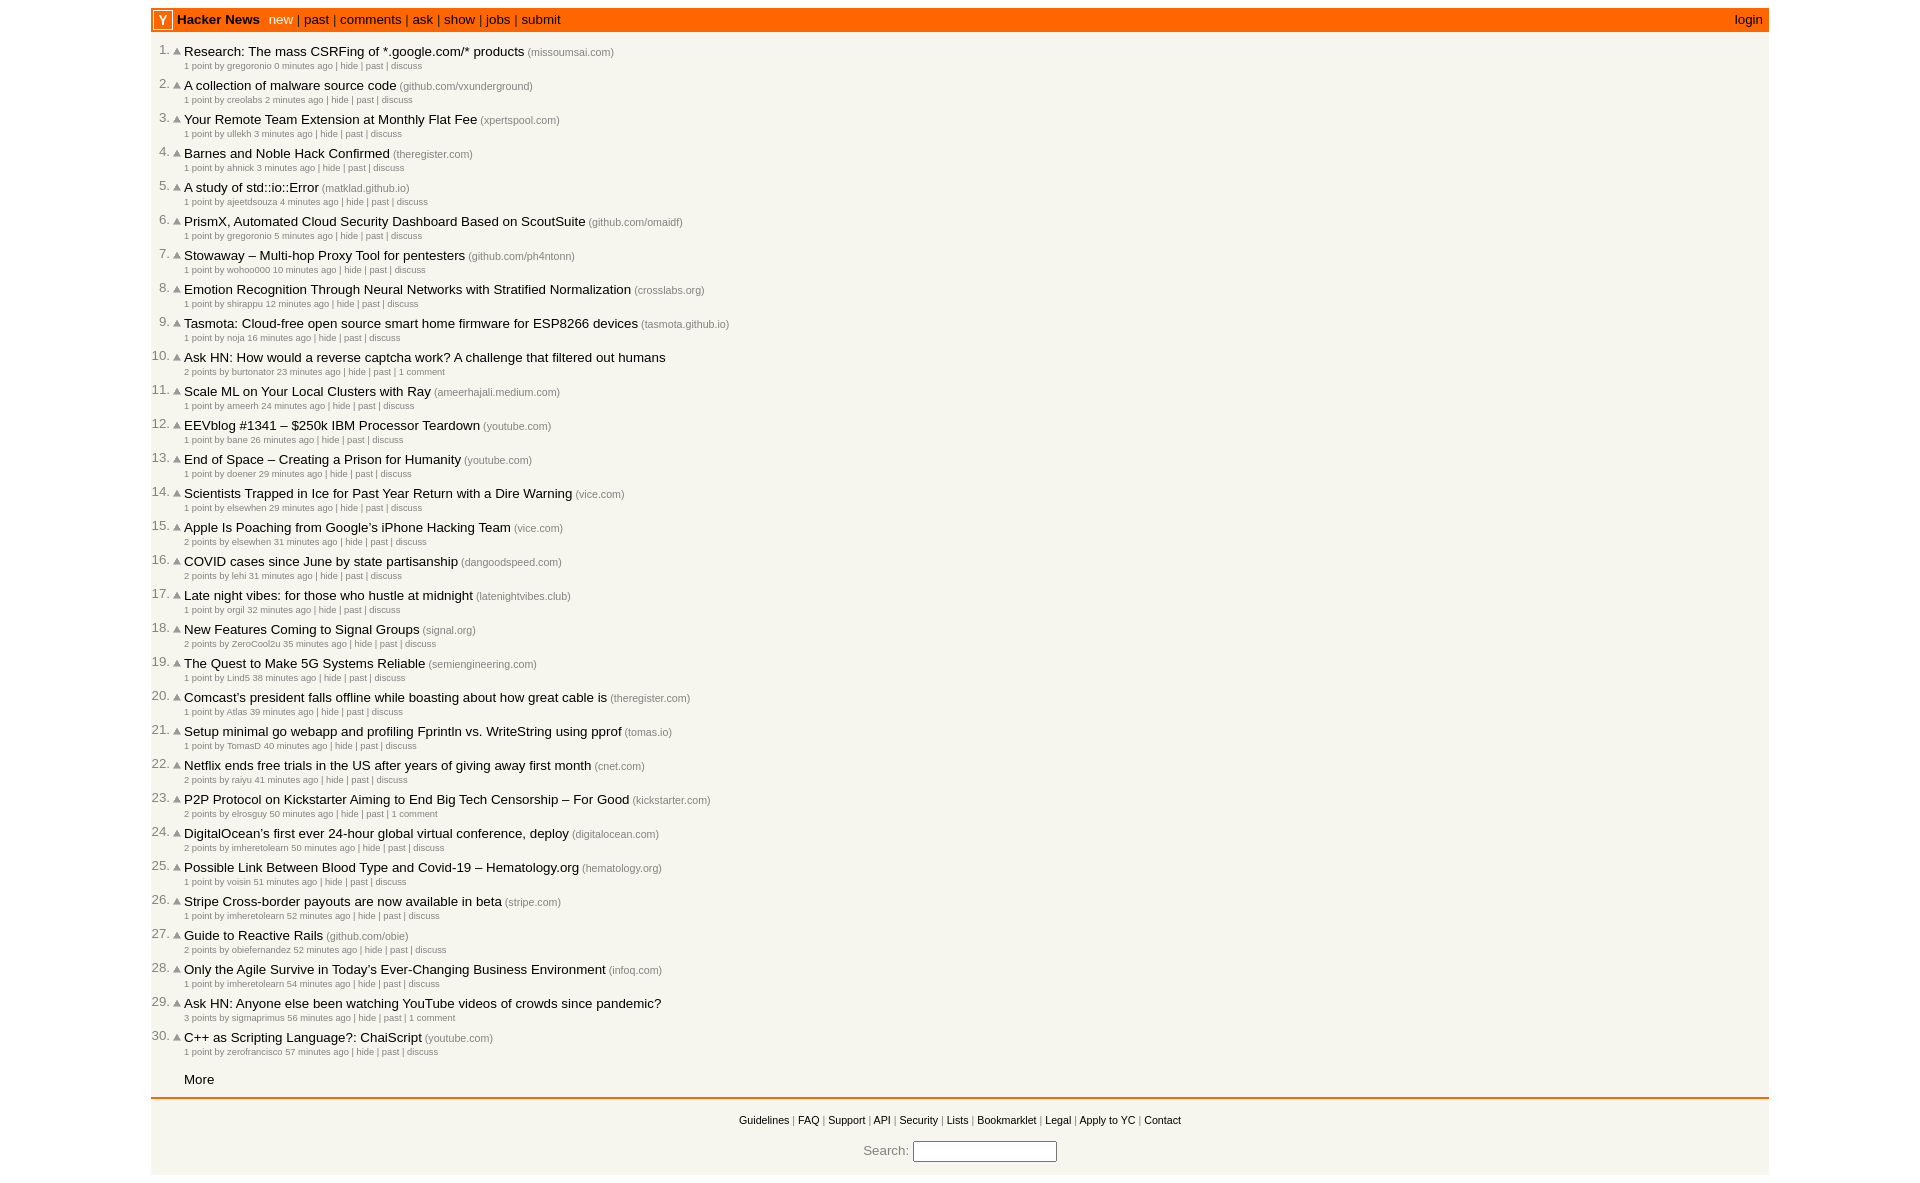 Y Hacker News new | past | comments | ask | show | jobs | submit login
1. Research: The mass CSRFing of *.google.com/* products (missoumsai.com)
1 point by gregoronio 0 minutes ago | hide | past | discuss
2. A collection of malware source code (github.com/vxunderground)
1 point by creolabs 2 minutes ago | hide | past | discuss
3. Your Remote Team Extension at Monthly Flat Fee (xpertspool.com)
1 point by ullekh 3 minutes ago | hide | past | discuss
4. Barnes and Noble Hack Confirmed (theregister.com)
1 point by ahnick 3 minutes ago | hide | past | discuss
5. A study of std::io::Error (matklad.github.io)
1 point by ajeetdsouza 4 minutes ago | hide | past | discuss
6. PrismX, Automated Cloud Security Dashboard Based on ScoutSuite (github.com/omaidf)
1 point by gregoronio 5 minutes ago | hide | past | discuss
7. Stowaway – Multi-hop Proxy Tool for pentesters (github.com/ph4ntonn)
1 point by wohoo000 10 minutes ago | hide | past | discuss
8. Emotion Recognition Through Neural Networks with Stratified Normalization (crosslabs.org)
1 point by shirappu 12 minutes ago | hide | past | discuss
9. Tasmota: Cloud-free open source smart home firmware for ESP8266 devices (tasmota.github.io)
1 point by noja 16 minutes ago | hide | past | discuss
10. Ask HN: How would a reverse captcha work? A challenge that filtered out humans
2 points by burtonator 23 minutes ago | hide | past | 1 comment
11. Scale ML on Your Local Clusters with Ray (ameerhajali.medium.com)
1 point by ameerh 24 minutes ago | hide | past | discuss
12. EEVblog #1341 – $250k IBM Processor Teardown (youtube.com)
1 point by bane 26 minutes ago | hide | past | discuss
13. End of Space – Creating a Prison for Humanity (youtube.com)
1 point by doener 29 minutes ago | hide | past | discuss
14. Scientists Trapped in Ice for Past Year Return with a Dire Warning (vice.com)
1 point by elsewhen 29 minutes ago | hide | past | discuss
15. Apple Is Poaching from Google’s iPhone Hacking Team (vice.com)
2 points by elsewhen 31 minutes ago | hide | past | discuss
16. COVID cases since June by state partisanship (dangoodspeed.com)
2 points by lehi 31 minutes ago | hide | past | discuss
17. Late night vibes: for those who hustle at midnight (latenightvibes.club)
1 point by orgil 32 minutes ago | hide | past | discuss
18. New Features Coming to Signal Groups (signal.org)
2 points by ZeroCool2u 35 minutes ago | hide | past | discuss
19. The Quest to Make 5G Systems Reliable (semiengineering.com)
1 point by Lind5 38 minutes ago | hide | past | discuss
20. Comcast’s president falls offline while boasting about how great cable is (theregister.com)
1 point by Atlas 39 minutes ago | hide | past | discuss
21. Setup minimal go webapp and profiling Fprintln vs. WriteString using pprof (tomas.io)
1 point by TomasD 40 minutes ago | hide | past | discuss
22. Netflix ends free trials in the US after years of giving away first month (cnet.com)
2 points by raiyu 41 minutes ago | hide | past | discuss
23. P2P Protocol on Kickstarter Aiming to End Big Tech Censorship – For Good (kickstarter.com)
2 points by elrosguy 50 minutes ago | hide | past | 1 comment
24. DigitalOcean’s first ever 24-hour global virtual conference, deploy (digitalocean.com)
2 points by imheretolearn 50 minutes ago | hide | past | discuss
25. Possible Link Between Blood Type and Covid-19 – Hematology.org (hematology.org)
1 point by voisin 51 minutes ago | hide | past | discuss
26. Stripe Cross-border payouts are now available in beta (stripe.com)
1 point by imheretolearn 52 minutes ago | hide | past | discuss
27. Guide to Reactive Rails (github.com/obie)
2 points by obiefernandez 52 minutes ago | hide | past | discuss
28. Only the Agile Survive in Today’s Ever-Changing Business Environment (infoq.com)
1 point by imheretolearn 54 minutes ago | hide | past | discuss
29. Ask HN: Anyone else been watching YouTube videos of crowds since pandemic?
3 points by sigmaprimus 56 minutes ago | hide | past | 1 comment
30. C++ as Scripting Language?: ChaiScript (youtube.com)
1 point by zerofrancisco 57 minutes ago | hide | past | discuss
More
Guidelines | FAQ | Support | API | Security | Lists | Bookmarklet | Legal | Apply to YC | Contact
Search: